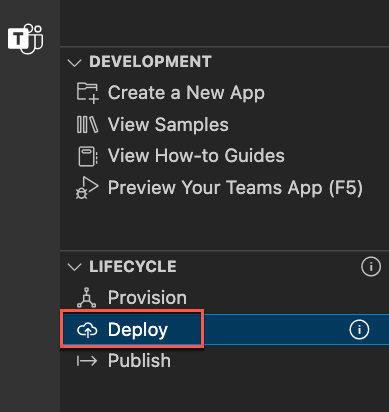 T
DEVELOPMENT
Create a New App
View Samples
View How-to Guides
Preview Your Teams App (F5)
LIFECYCLE
Provision
Deploy
Publish